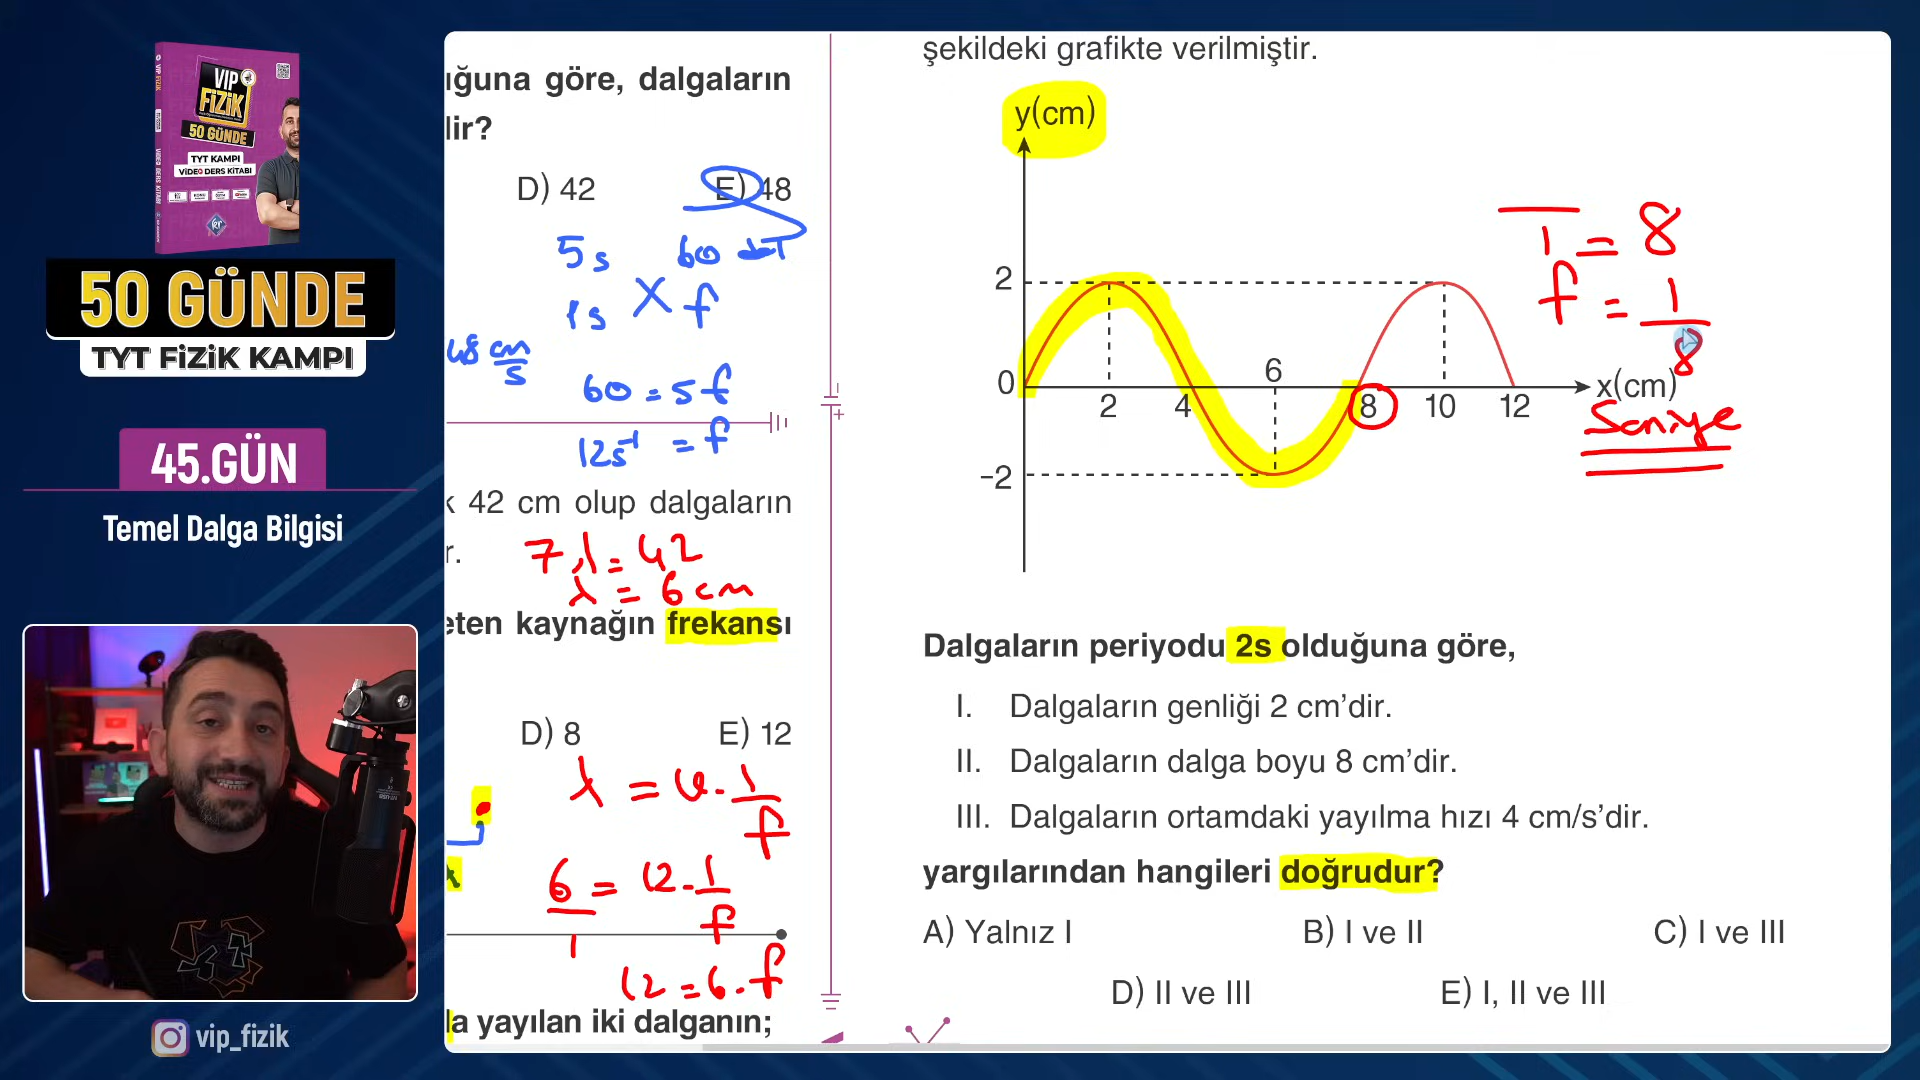 VIP
FİZİK
50 GÜNDE
TYT KAMPI
VİDEO DERS KİTABI
50 GÜNDE
TYT FİZİK KAMPI
45.GÜN
Temel Dalga Bilgisi
vip_fizik
ığuna göre, dalgaların
lir?
D) 42 E) 48
5s 60 dat
1s X f
48 cm/s
60 = 5f
12s⁻¹ = f
k 42 cm olup dalgaların
r.
7λ = 42
λ = 6 cm
eten kaynağın frekansı
D) 8 E) 12
λ = v · 1/f
6 = 12 · 1/f
1
12 = 6 · f
la yayılan iki dalganın;
şekildeki grafikte verilmiştir.
y(cm)
2
0
-2
2 4 6 8 10 12
x(cm)
Saniye
T = 8
f = 1/8
Dalgaların periyodu 2s olduğuna göre,
I. Dalgaların genliği 2 cm'dir.
II. Dalgaların dalga boyu 8 cm'dir.
III. Dalgaların ortamdaki yayılma hızı 4 cm/s'dir.
yargılarından hangileri doğrudur?
A) Yalnız I B) I ve II C) I ve III
D) II ve III E) I, II ve III